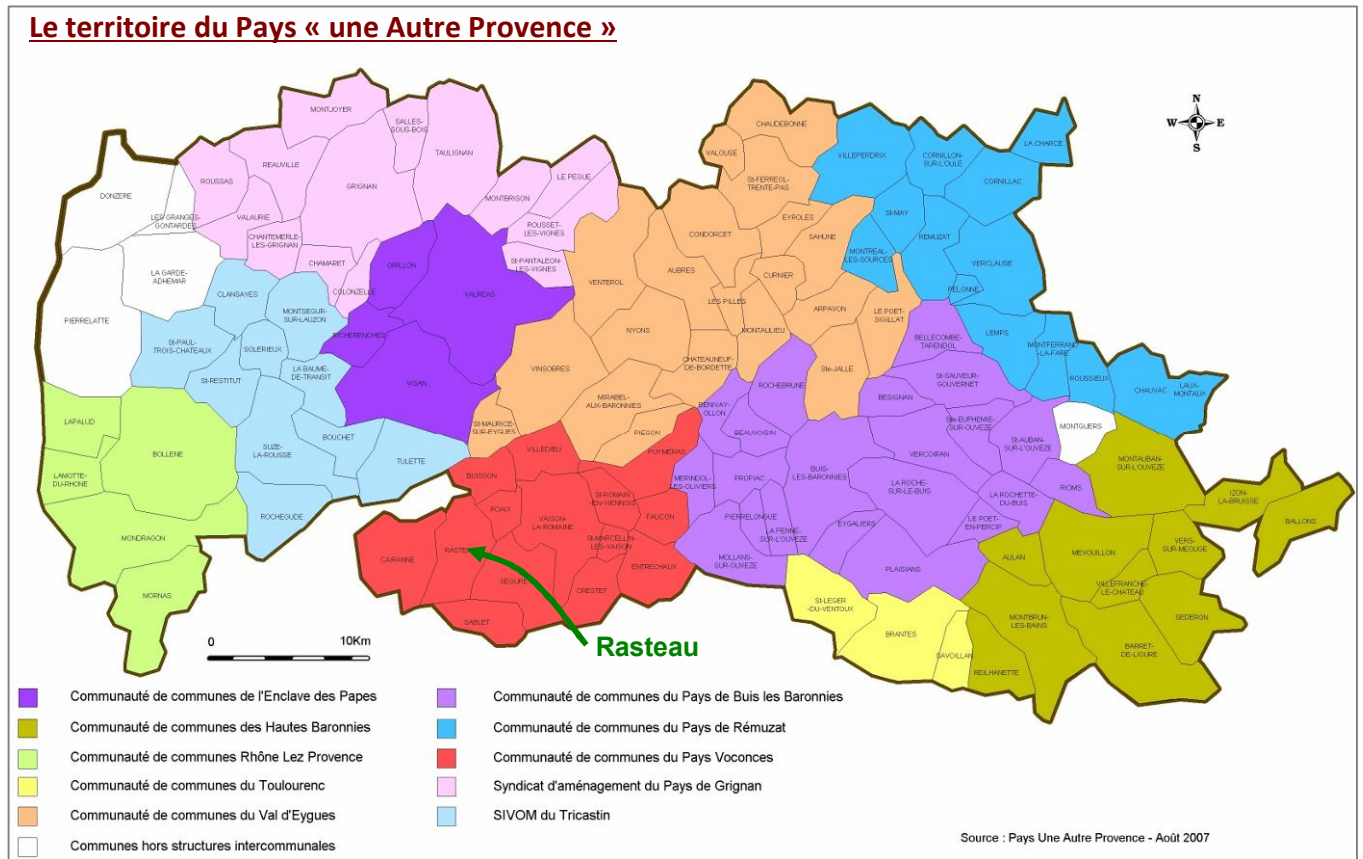 Le territoire du Pays « une Autre Provence »
N
W E
S
MONTJOYER
SALLES-
SOUS-BOIS
TAULIGNAN
REAUVILLE
GRIGNAN
ROUSSAS
VALAURIE
LE PEGUE
MONTBRISON
ROUSSET-
LES-VIGNES
St-PANTALEON-
LES-VIGNES
CHANTEMERLE-
LES-GRIGNAN
CHAMARET
COLONZELLE
DONZERE
LES GRANGES-
GONTARDES
LA GARDE-
ADHEMAR
PIERRELATTE
CLANSAYES
MONTSEGUR-
SUR-LAUZON
St-PAUL-
TROIS-CHATEAUX
SOLERIEUX
LA BAUME-
DE-TRANSIT
St-RESTITUT
SUZE-
LA-ROUSSE
BOUCHET
TULETTE
ROCHEGUDE
GRILLON
VALREAS
RICHERENCHES
VISAN
LAPALUD
BOLLENE
LAMOTTE-
DU-RHONE
MONDRAGON
MORNAS
CHAUDEBONNE
VALOUSE
St-FERREOL-
TRENTE-PAS
EYROLES
CONDORCET
SAHUNE
AUBRES
CURNIER
VENTEROL
LES PILLES
ARPAVON
LE POET-
SIGILLAT
NYONS
MONTAULIEU
CHATEAUNEUF-
DE-BORDETTE
Ste-JALLE
VINSOBRES
MIRABEL-
AUX-BARONNIES
St-MAURICE-
SUR-EYGUES
PIEGON
VILLEPERDRIX
CORNILLON-
SUR-L'OULE
LA CHARCE
CORNILLAC
St-MAY
REMUZAT
MONTREAL-
LES-SOURCES
VERCLAUSE
PELONNE
LEMPS
MONTFERRAND
-LA-FARE
ROUSSIEUX
CHAUVAC
LAUX-
MONTAUX
BELLECOMBE-
TARENDOL
St-SAUVEUR-
GOUVERNET
ROCHEBRUNE
BESIGNAN
BENIVAY-
OLLON
BEAUVOISIN
Ste-EUPHEMIE-
SUR-OUVEZE
St-AUBAN-
SUR-L'OUVEZE
MONTGUERS
VERCOIRAN
MERINDOL-
LES-OLIVIERS
PROPIAC
BUIS-
LES-BARONNIES
LA ROCHE-
SUR-LE-BUIS
RIOMS
LA ROCHETTE-
DU-BUIS
PIERRELONGUE
LA PENNE-
SUR-L'OUVEZE
EYGALIERS
LE POET-
EN-PERCIP
MOLLANS-
SUR-OUVEZE
PLAISIANS
MONTAUBAN-
SUR-L'OUVEZE
IZON-
LA-BRUISSE
BALLONS
AULAN
MEVOUILLON
VERS-
SUR-MEOUGE
VILLEFRANCHE-
LE-CHATEAU
SEDERON
MONTBRUN-
LES-BAINS
BARRET-
DE-LIOURE
REILHANETTE
St-LEGER
-DU-VENTOUX
BRANTES
SAVOILLAN
VILLEDIEU
PUYMERAS
BUISSON
St-ROMAIN
-EN-VIENNOIS
ROAIX
VAISON-
LA-ROMAINE
FAUCON
St-MARCELLIN-
LES-VAISON
CAIRANNE
RASTE
SEGURET
CRESTET
ENTRECHAUX
SABLET
Rasteau
0 10Km
Communauté de communes de l'Enclave des Papes
Communauté de communes des Hautes Baronnies
Communauté de communes Rhône Lez Provence
Communauté de communes du Toulourenc
Communauté de communes du Val d'Eygues
Communes hors structures intercommunales
Communauté de communes du Pays de Buis les Baronnies
Communauté de communes du Pays de Rémuzat
Communauté de communes du Pays Voconces
Syndicat d'aménagement du Pays de Grignan
SIVOM du Tricastin
Source : Pays Une Autre Provence - Août 2007